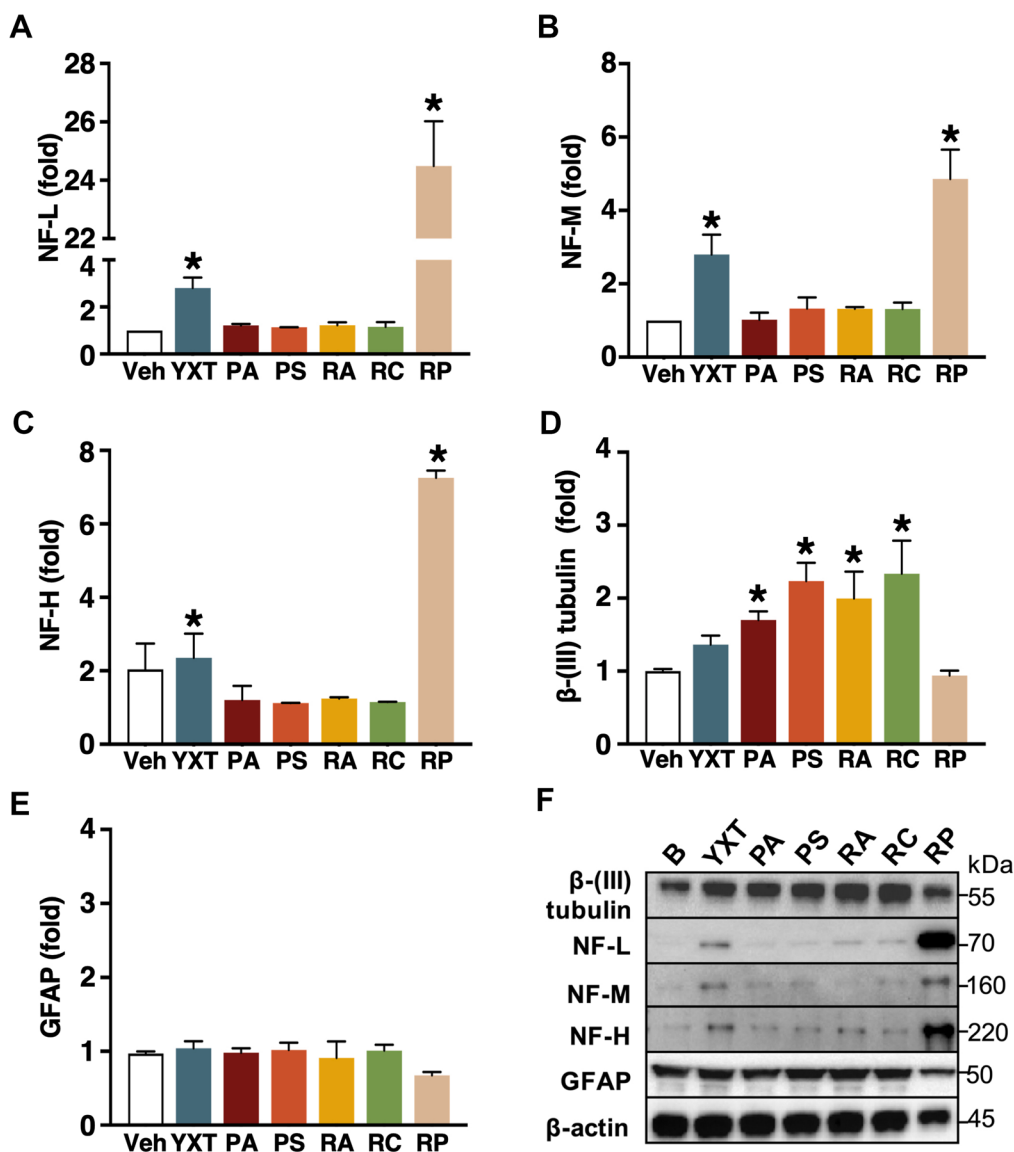 A
NF-L (fold)
28
26
24
22
4
2
0
*
*
Veh YXT PA PS RA RC RP
B
NF-M (fold)
8
6
4
2
0
*
*
Veh YXT PA PS RA RC RP
C
NF-H (fold)
8
6
4
2
0
*
*
Veh YXT PA PS RA RC RP
D
β-(III) tubulin (fold)
4
3
2
1
0
*
*
*
*
Veh YXT PA PS RA RC RP
E
GFAP (fold)
4
3
2
1
0
Veh YXT PA PS RA RC RP
F
B YXT PA PS RA RC RP
kDa
β-(III)
tubulin
55
NF-L
70
NF-M
160
NF-H
220
GFAP
50
β-actin
45